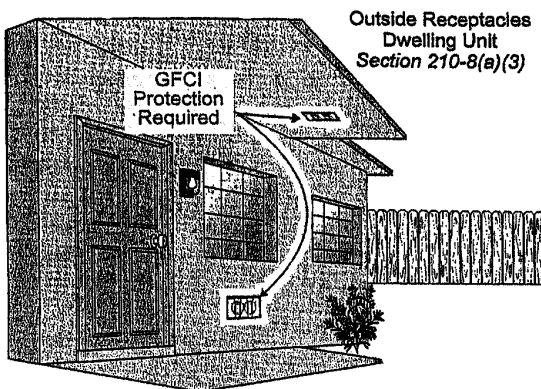 Outside Receptacles
Dwelling Unit
Section 210-8(a)(3)
GFCI
Protection
Required